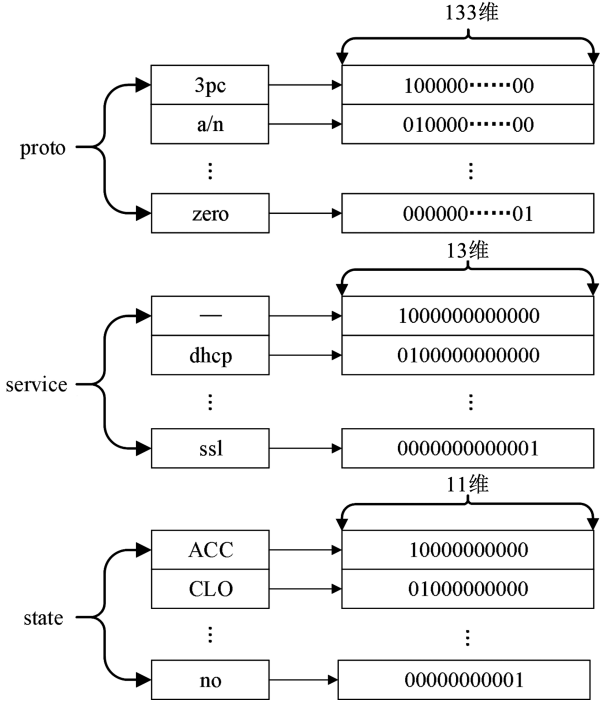 133维
3pc 100000······00
a/n 010000······00
proto
⋮ ⋮
zero 000000······01
13维
— 1000000000000
dhcp 0100000000000
service
⋮ ⋮
ssl 0000000000001
11维
ACC 10000000000
CLO 01000000000
state
⋮ ⋮
no 00000000001